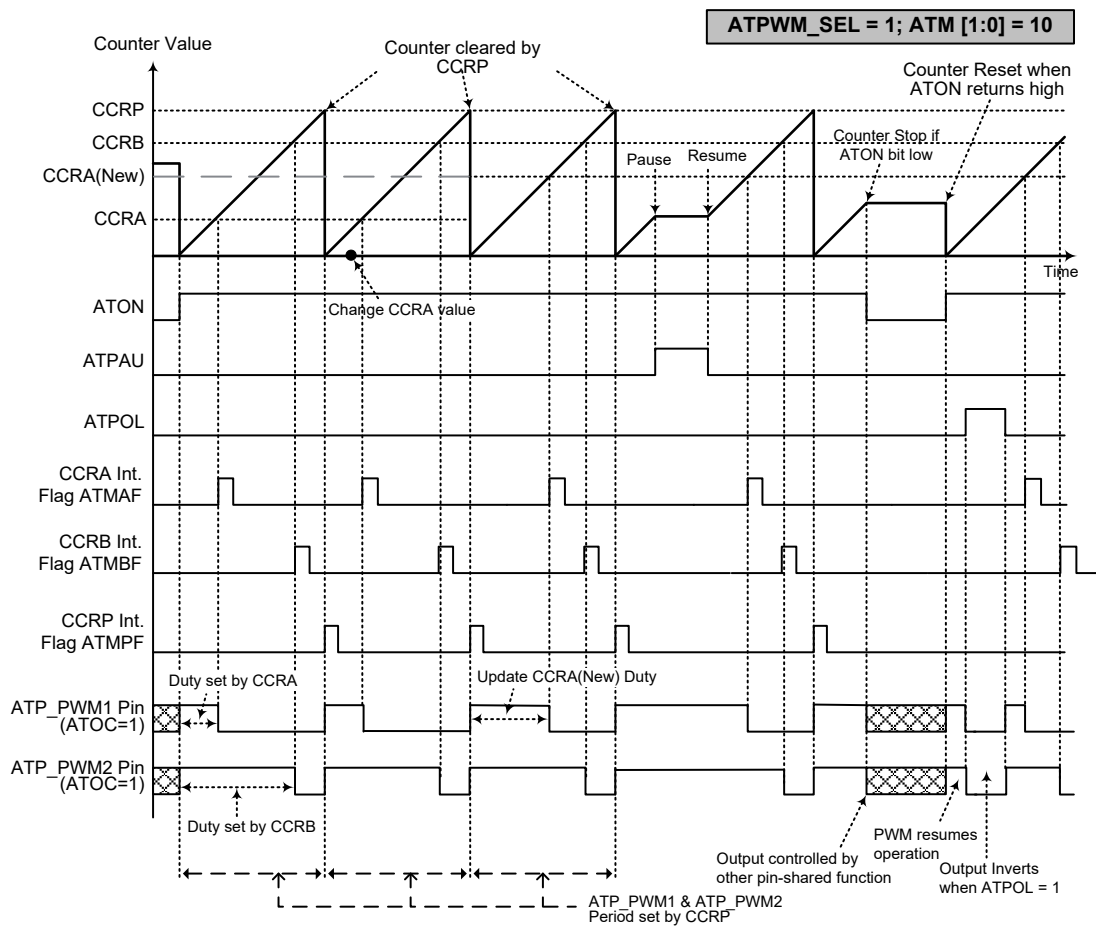 ATPWM_SEL = 1; ATM [1:0] = 10
Counter Value
Counter cleared by
CCRP
Counter Reset when
ATON returns high
CCRP
CCRB
Counter Stop if
ATON bit low
Pause
Resume
CCRA(New)
CCRA
Time
ATON
Change CCRA value
ATPAU
ATPOL
CCRA Int.
Flag ATMAF
CCRB Int.
Flag ATMBF
CCRP Int.
Flag ATMPF
Duty set by CCRA
Update CCRA(New) Duty
ATP_PWM1 Pin
(ATOC=1)
ATP_PWM2 Pin
(ATOC=1)
Duty set by CCRB
PWM resumes
operation
Output controlled by
other pin-shared function
Output Inverts
when ATPOL = 1
ATP_PWM1 & ATP_PWM2
Period set by CCRP